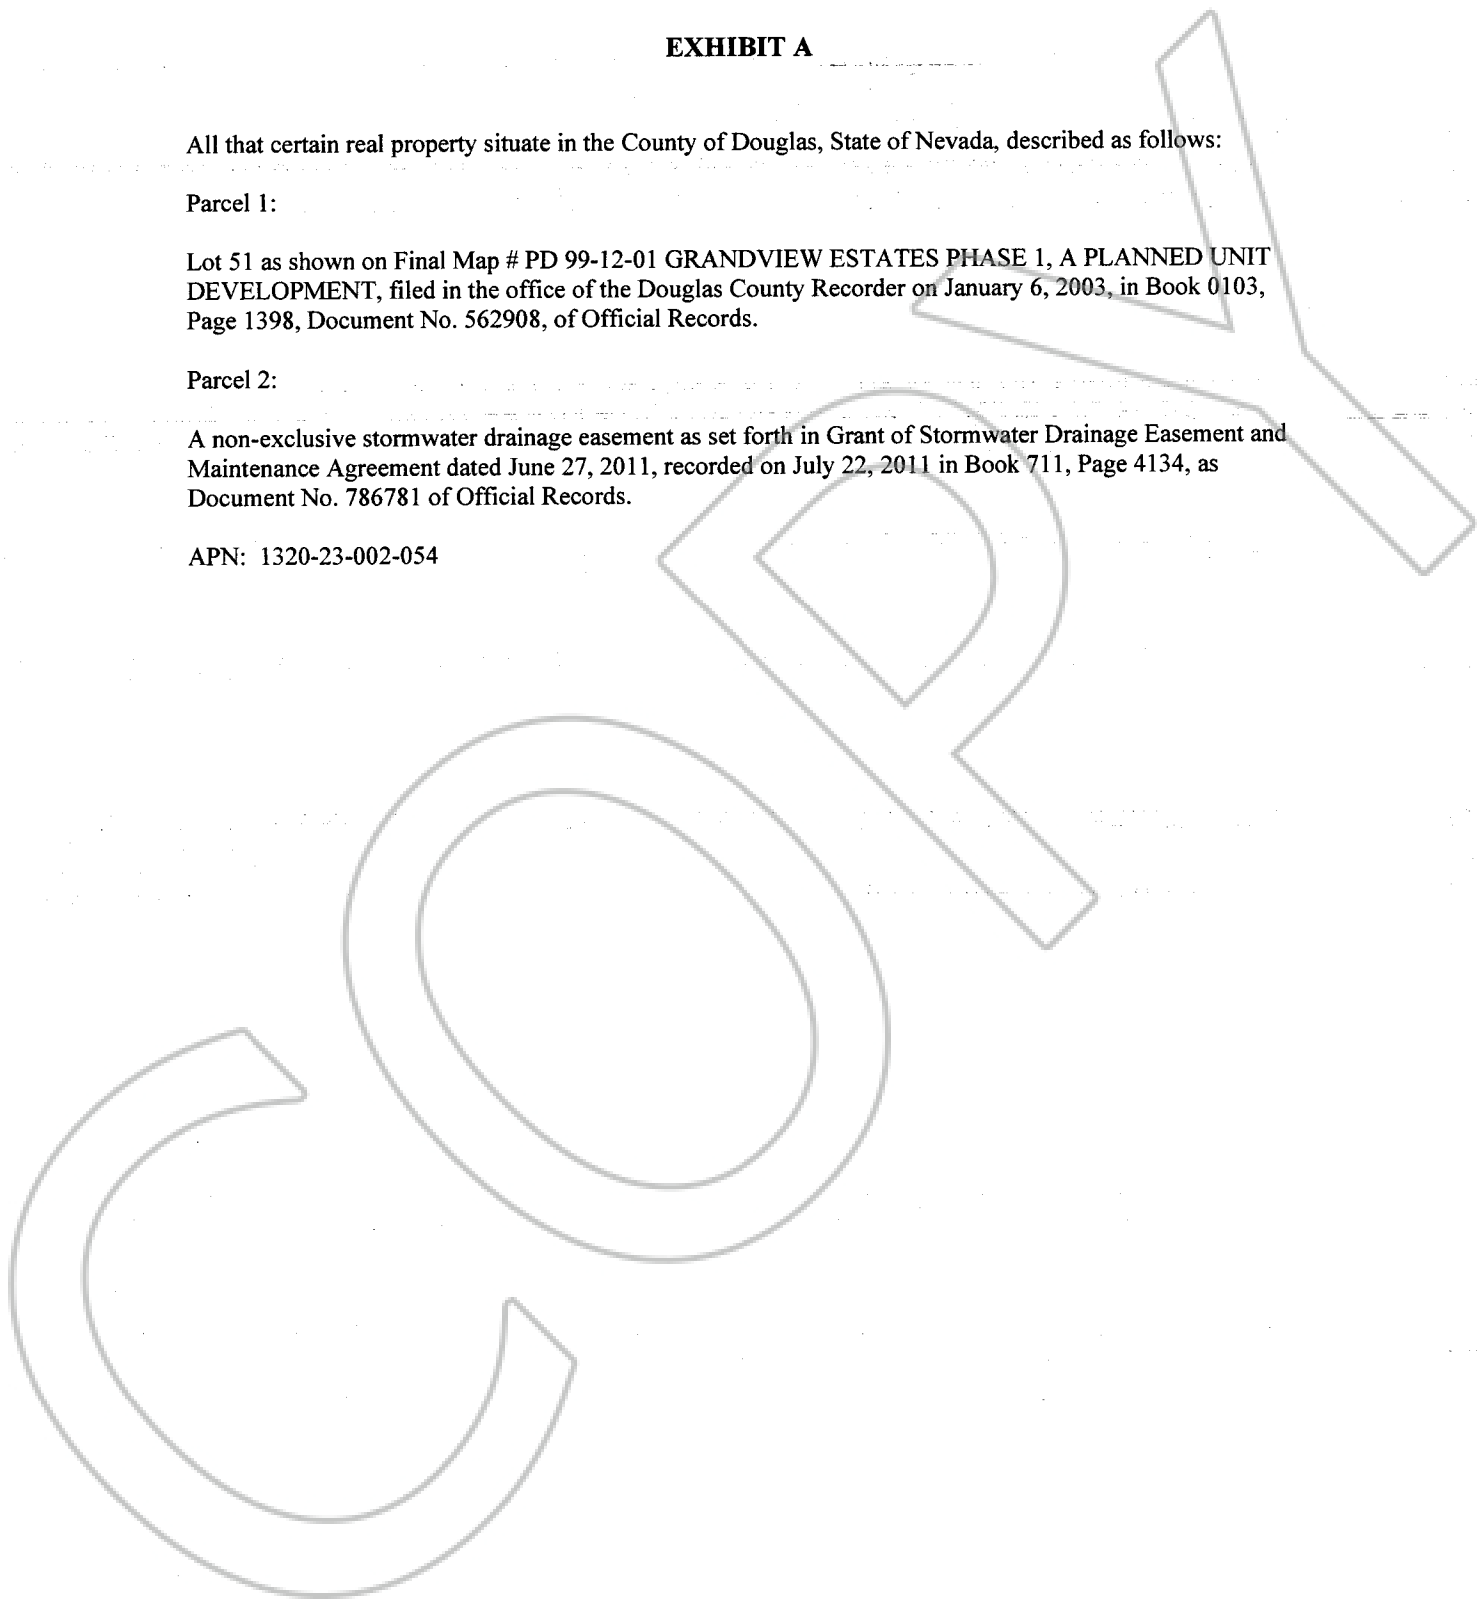 EXHIBIT A
All that certain real property situate in the County of Douglas, State of Nevada, described as follows:
Parcel 1:
Lot 51 as shown on Final Map # PD 99-12-01 GRANDVIEW ESTATES PHASE 1, A PLANNED UNIT
DEVELOPMENT, filed in the office of the Douglas County Recorder on January 6, 2003, in Book 0103,
Page 1398, Document No. 562908, of Official Records.
Parcel 2:
A non-exclusive stormwater drainage easement as set forth in Grant of Stormwater Drainage Easement and
Maintenance Agreement dated June 27, 2011, recorded on July 22, 2011 in Book 711, Page 4134, as
Document No. 786781 of Official Records.
APN: 1320-23-002-054
COPY